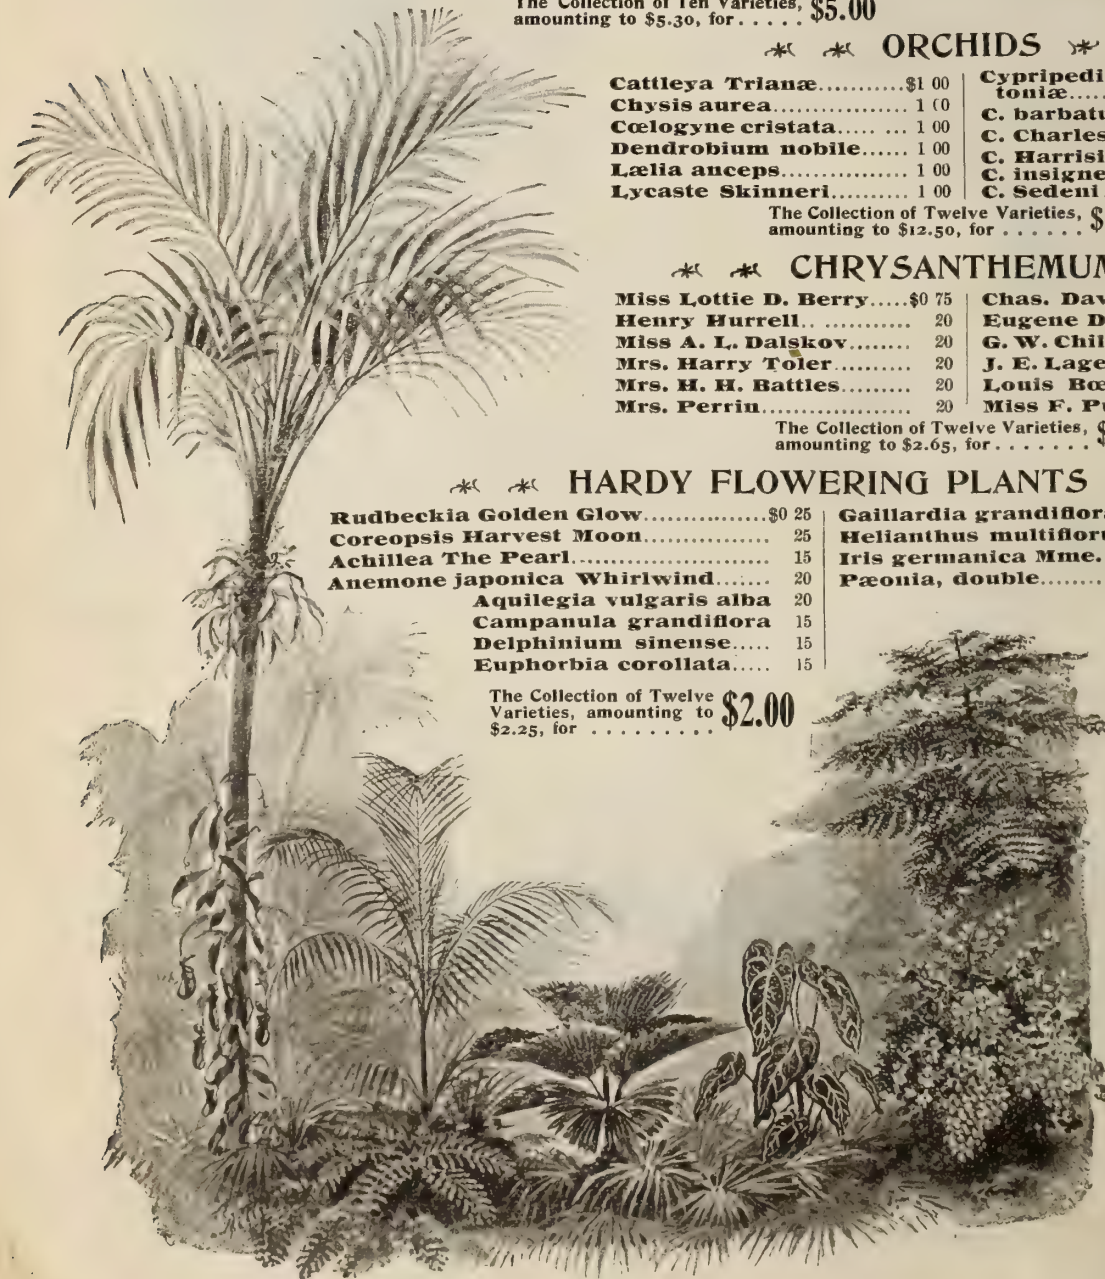 The Collection of Ten Varieties, $5.00
amounting to $5.30, for . . . . .
ORCHIDS
Cattleya Trianæ...........$1 00
Chysis aurea................ 1 (0
Cœlogyne cristata..... ... 1 00
Dendrobium nobile...... 1 00
Lælia anceps............... 1 00
Lycaste Skinneri.......... 1 00
Cypripedi
toniæ.....
C. barbatu
C. Charles
C. Harrisi
C. insigne
C. Sedeni
The Collection of Twelve Varieties, $
amounting to $12.50, for . . . . . .
CHRYSANTHEMUM
Miss Lottie D. Berry.....$0 75
Henry Hurrell.. ........... 20
Miss A. L. Dalskov........ 20
Mrs. Harry Toler.......... 20
Mrs. H. H. Battles......... 20
Mrs. Perrin................... 20
Chas. Dav
Eugene D
G. W. Chil
J. E. Lage
Louis Bœ
Miss F. Pu
The Collection of Twelve Varieties, $
amounting to $2.65, for . . . . . . .
HARDY FLOWERING PLANTS
Rudbeckia Golden Glow................$0 25
Coreopsis Harvest Moon................ 25
Achillea The Pearl......................... 15
Anemone japonica Whirlwind....... 20
Aquilegia vulgaris alba 20
Campanula grandiflora 15
Delphinium sinense..... 15
Euphorbia corollata..... 15
Gaillardia grandiflora
Helianthus multifloru
Iris germanica Mme.
Pæonia, double........
The Collection of Twelve
Varieties, amounting to $2.00
$2.25, for . . . . . . . . .